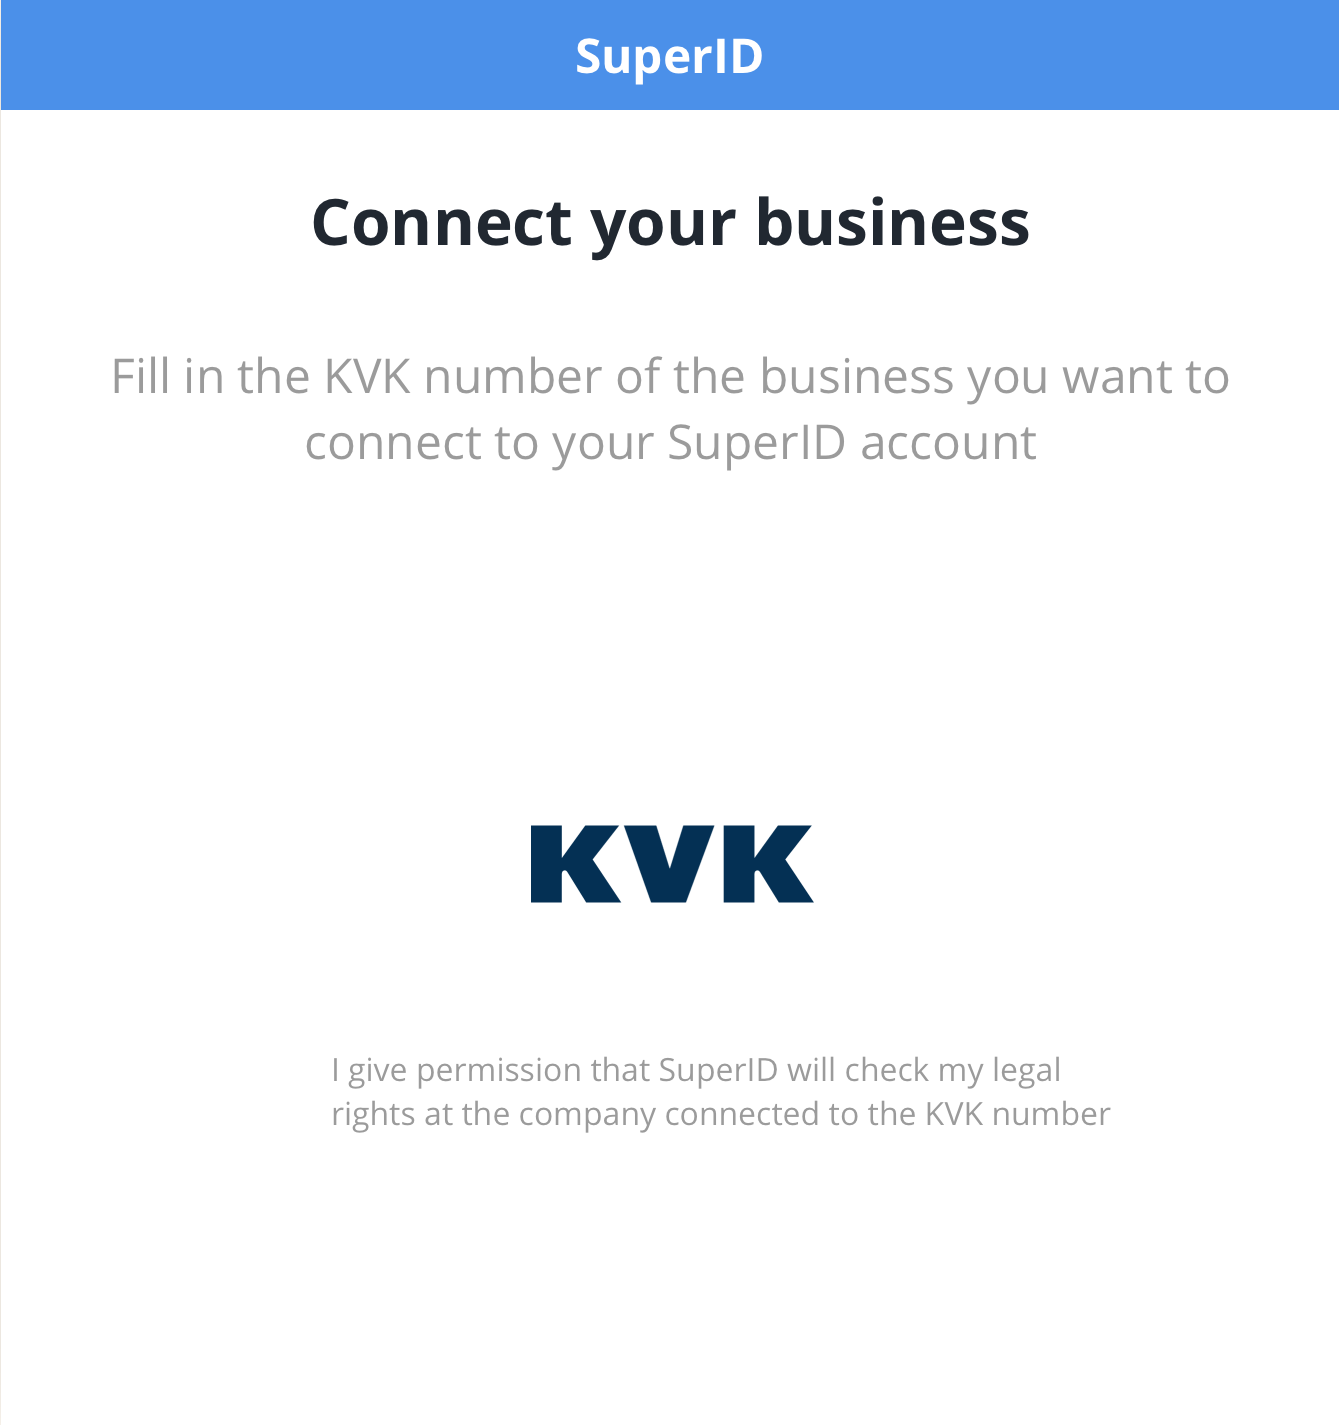 SuperID
Connect your business
Fill in the KVK number of the business you want to
connect to your SuperID account
KVK
I give permission that SuperID will check my legal
rights at the company connected to the KVK number